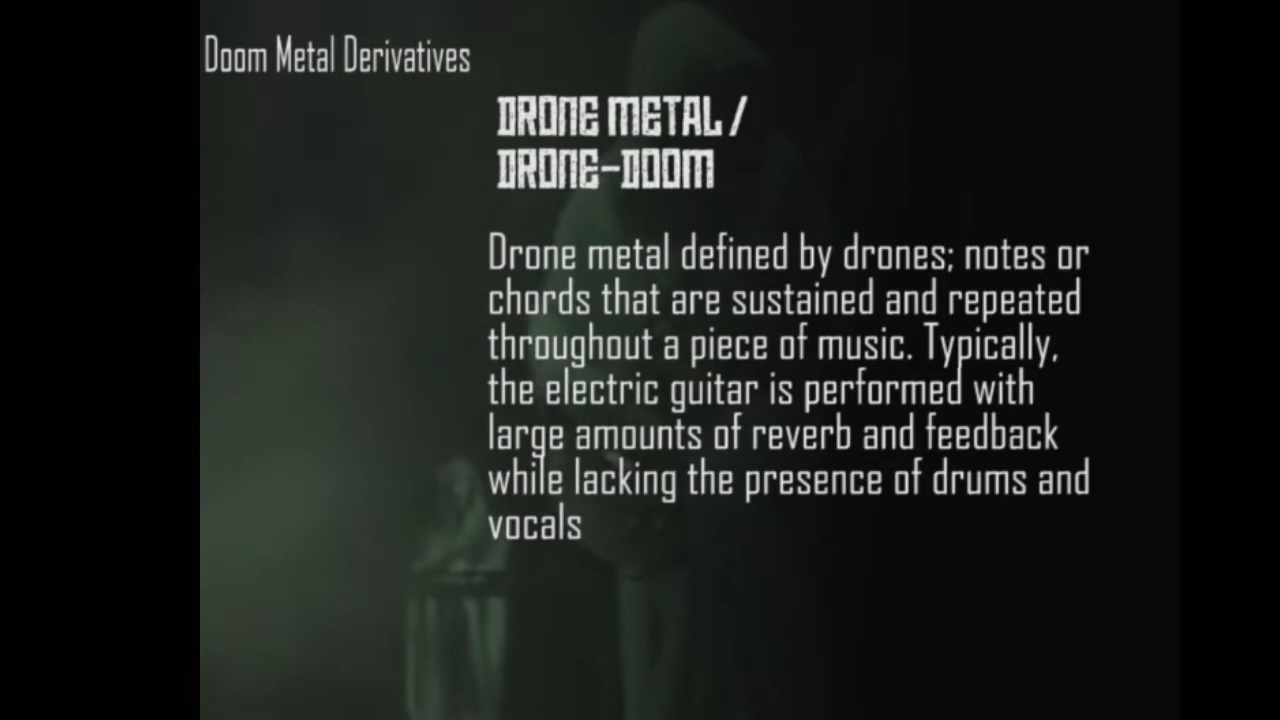 Doom Metal Derivatives
DRONE METAL /
DRONE-DOOM
Drone metal defined by drones; notes or
chords that are sustained and repeated
throughout a piece of music. Typically,
the electric guitar is performed with
large amounts of reverb and feedback
while lacking the presence of drums and
vocals